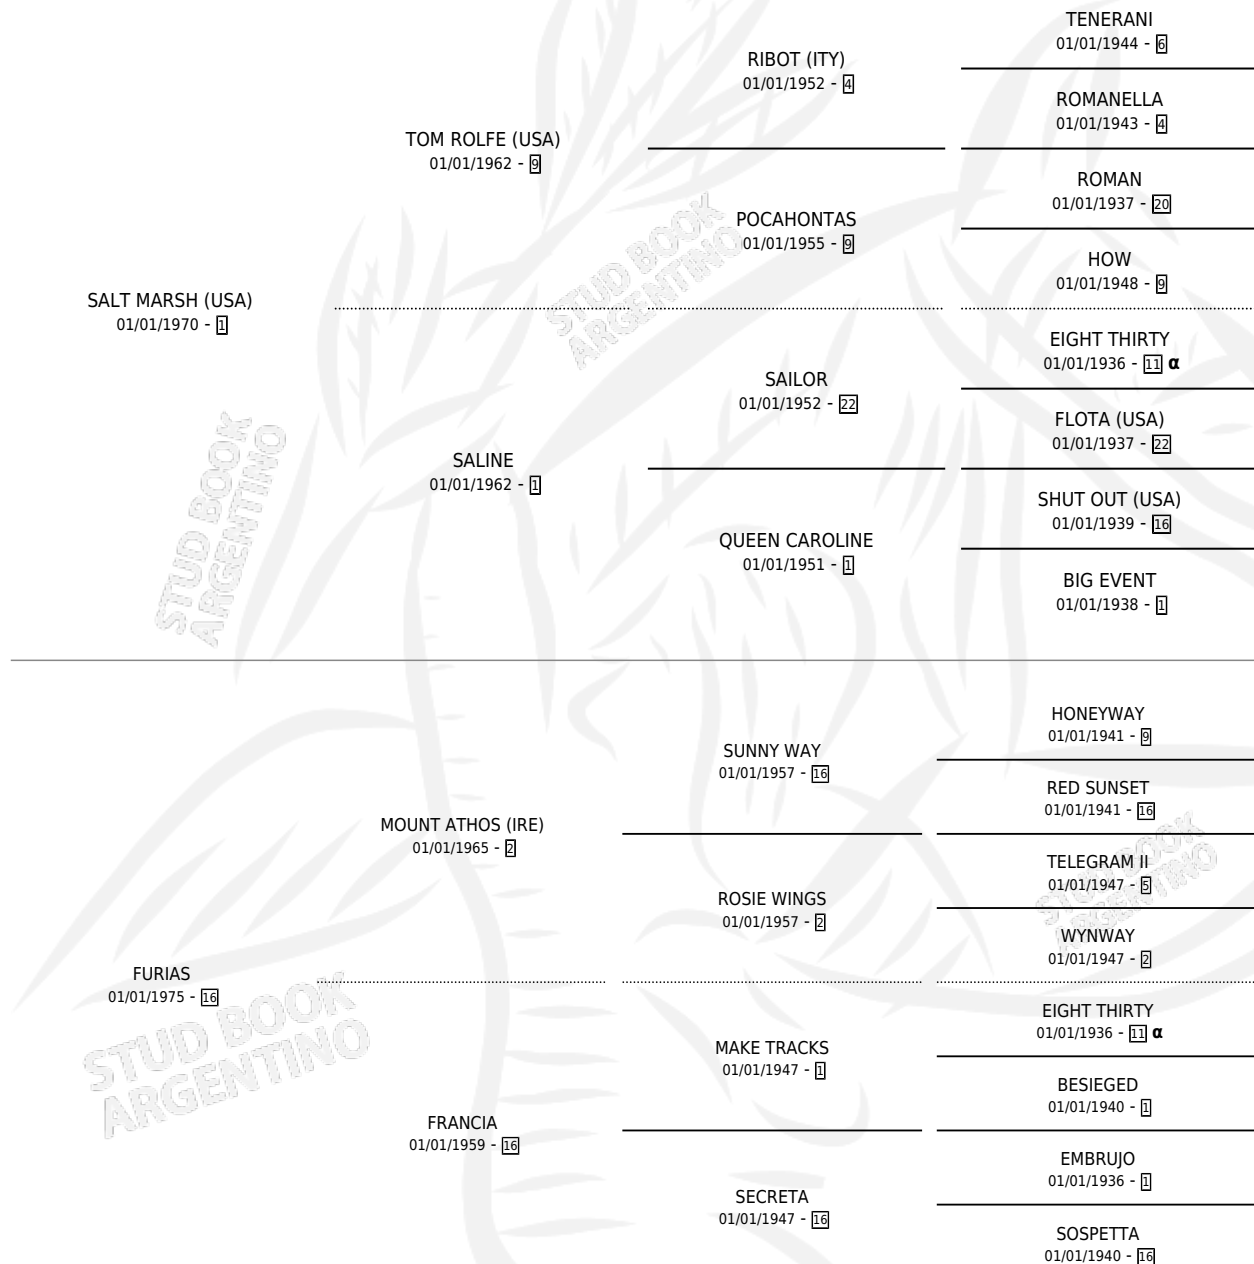 TENERANI
01/01/1944 - 6
RIBOT (ITY)
01/01/1952 - 4
ROMANELLA
01/01/1943 - 4
TOM ROLFE (USA)
01/01/1962 - 9
ROMAN
01/01/1937 - 20
POCAHONTAS
01/01/1955 - 9
HOW
01/01/1948 - 9
STUD BOOK
ARGENTINO
SALT MARSH (USA)
01/01/1970 - 1
EIGHT THIRTY
01/01/1936 - 11 α
SAILOR
01/01/1952 - 22
FLOTA (USA)
01/01/1937 - 22
SALINE
01/01/1962 - 1
SHUT OUT (USA)
01/01/1939 - 16
QUEEN CAROLINE
01/01/1951 - 1
BIG EVENT
01/01/1938 - 1
STUD BOOK
ARGENTINO
HONEYWAY
01/01/1941 - 9
SUNNY WAY
01/01/1957 - 16
RED SUNSET
01/01/1941 - 16
MOUNT ATHOS (IRE)
01/01/1965 - 2
TELEGRAM II
01/01/1947 - 5
STUD BOOK
ARGENTINO
ROSIE WINGS
01/01/1957 - 2
WYNWAY
01/01/1947 - 2
FURIAS
01/01/1975 - 16
STUD BOOK
ARGENTINO
EIGHT THIRTY
01/01/1936 - 11 α
MAKE TRACKS
01/01/1947 - 1
BESIEGED
01/01/1940 - 1
FRANCIA
01/01/1959 - 16
EMBRUJO
01/01/1936 - 1
SECRETA
01/01/1947 - 16
SOSPETTA
01/01/1940 - 16